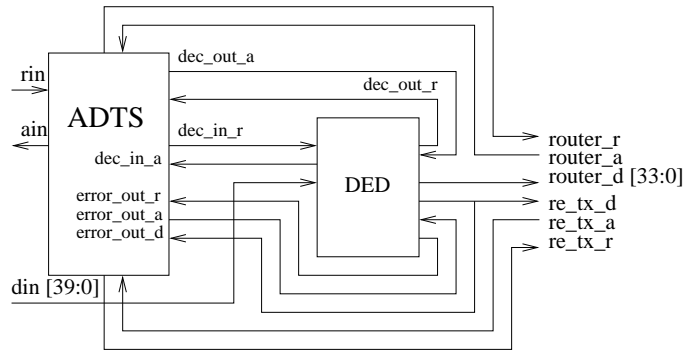 dec_out_a
rin
dec_out_r
ADTS
ain
dec_in_r
router_r
dec_in_a
router_a
DED
router_d [33:0]
error_out_r
re_tx_d
error_out_a
re_tx_a
error_out_d
re_tx_r
din [39:0]